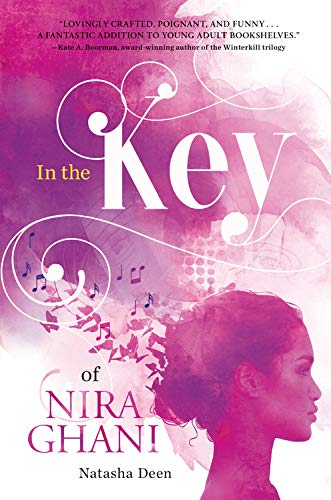 "LOVINGLY CRAFTED, POIGNANT, AND FUNNY . . .
A FANTASTIC ADDITION TO YOUNG ADULT BOOKSHELVES."
–Kate A. Boorman, award-winning author of the Winterkill trilogy
In the
Key
of
NIRA
GHANI
Natasha Deen